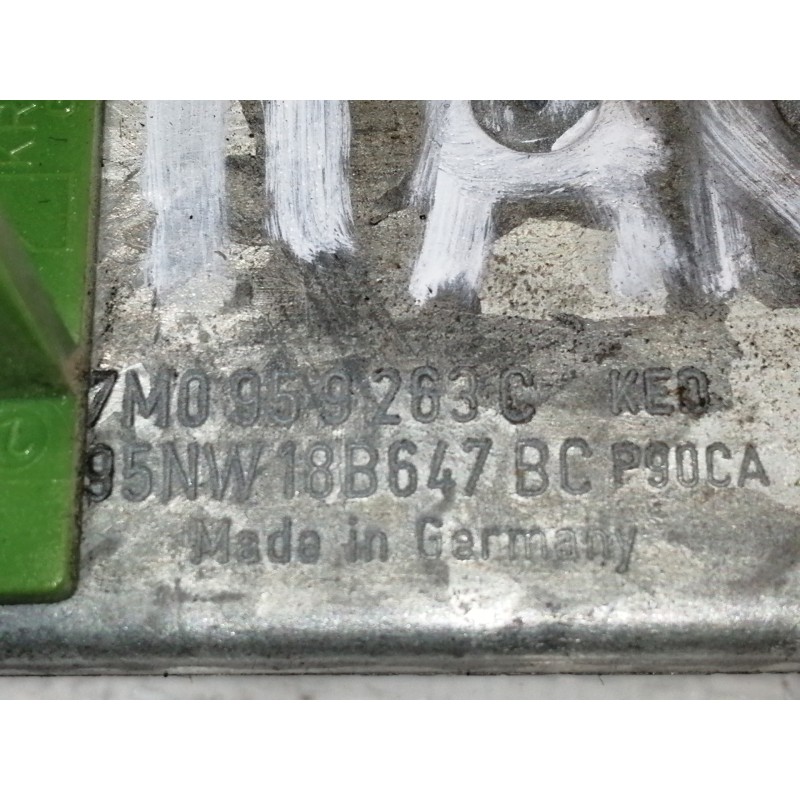 7M0 959 263 C KEO
95NW 18B647 BC P90CA
Made in Germany